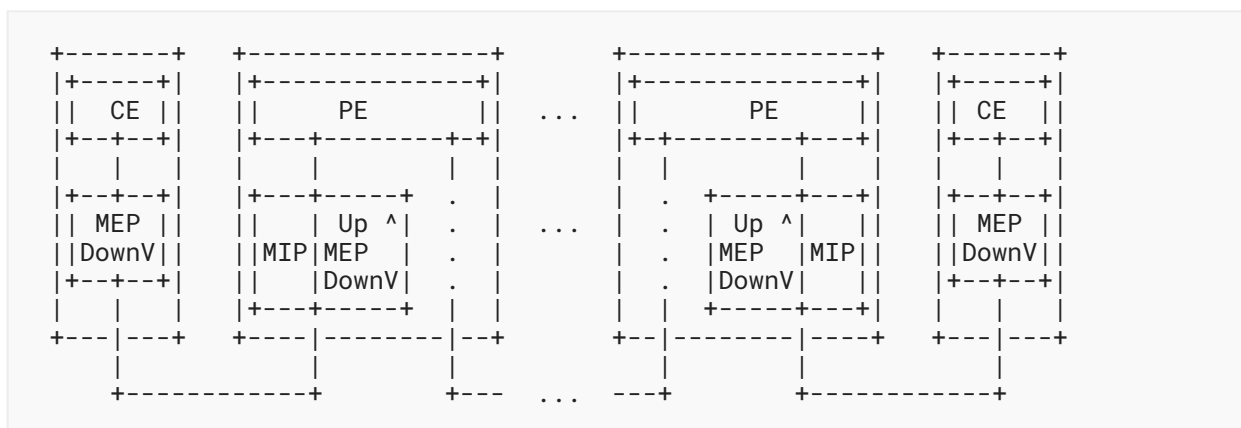 +-------+   +----------------+       +----------------+   +-------+
|+-----+|   |+--------------+|       |+--------------+|   |+-----+|
||  CE ||   ||     PE       ||  ... ||         PE   ||   || CE  ||
|+--+--+|   |+---+--------+-+|       |+-+--------+---+|   |+--+--+|
|   |   |   |    |        |  |       |  |        |    |   |   |   |
|+--+--+|   |+---+-----+  .  |       |  .  +-----+---+|   |+--+--+|
|| MEP ||   ||   | Up ^|  .  |  ...  |  .  | Up ^|   ||   || MEP ||
||DownV||   ||MIP|MEP  |  .  |       |  .  |MEP  |MIP||   ||DownV||
|+--+--+|   ||   |DownV|  .  |       |  .  |DownV|   ||   |+--+--+|
|   |   |   |+---+-----+  |  |       |  |  +-----+---+|   |   |   |
+---|---+   +----|--------|--+       +--|--------|----+   +---|---+
    |            |        |             |        |            |
    +------------+        +---  ...  ---+        +------------+